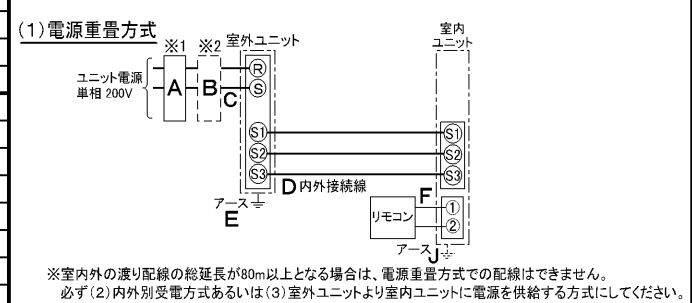 (1)電源重畳方式
※1 ※2
室外ユニット
室内
ユニット
ユニット電源
単相 200V
A
B
C
R
S
S1
S2
S3
S1
S2
S3
D 内外接続線
アース
E
リモコン
F
①
②
アース J
※室内外の渡り配線の総延長が80m以上となる場合は、電源重畳方式での配線はできません。
必ず(2)内外別受電方式あるいは(3)室外ユニットより室内ユニットに電源を供給する方式にしてください。